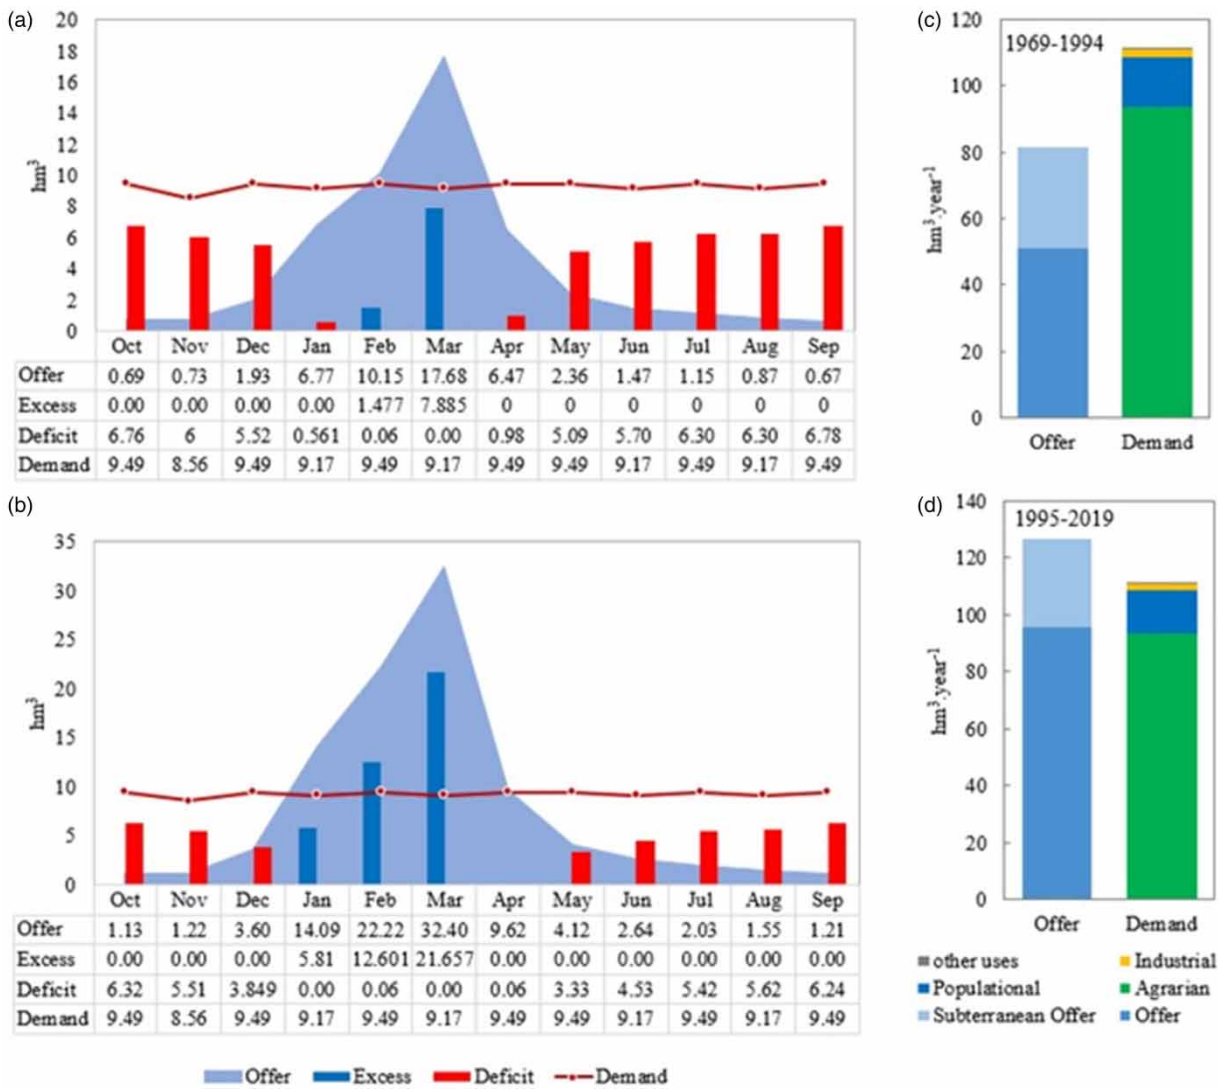 (a)
20
18
16
14
12
10
8
6
4
2
0
hm³
Oct Nov Dec Jan Feb Mar Apr May Jun Jul Aug Sep
Offer 0.69 0.73 1.93 6.77 10.15 17.68 6.47 2.36 1.47 1.15 0.87 0.67
Excess 0.00 0.00 0.00 0.00 1.477 7.885 0 0 0 0 0 0
Deficit 6.76 6 5.52 0.561 0.06 0.00 0.98 5.09 5.70 6.30 6.30 6.78
Demand 9.49 8.56 9.49 9.17 9.49 9.17 9.49 9.49 9.17 9.49 9.17 9.49
(c)
120
100
80
60
40
20
0
hm³.year⁻¹
1969-1994
Offer Demand
(b)
35
30
25
20
15
10
5
0
hm³
Oct Nov Dec Jan Feb Mar Apr May Jun Jul Aug Sep
Offer 1.13 1.22 3.60 14.09 22.22 32.40 9.62 4.12 2.64 2.03 1.55 1.21
Excess 0.00 0.00 0.00 5.81 12.601 21.657 0.00 0.00 0.00 0.00 0.00 0.00
Deficit 6.32 5.51 3.849 0.00 0.06 0.00 0.06 3.33 4.53 5.42 5.62 6.24
Demand 9.49 8.56 9.49 9.17 9.49 9.17 9.49 9.49 9.17 9.49 9.17 9.49
Offer Excess Deficit Demand
(d)
140
120
100
80
60
40
20
0
hm³.year⁻¹
1995-2019
Offer Demand
other uses Industrial
Populational Agrarian
Subterranean Offer Offer